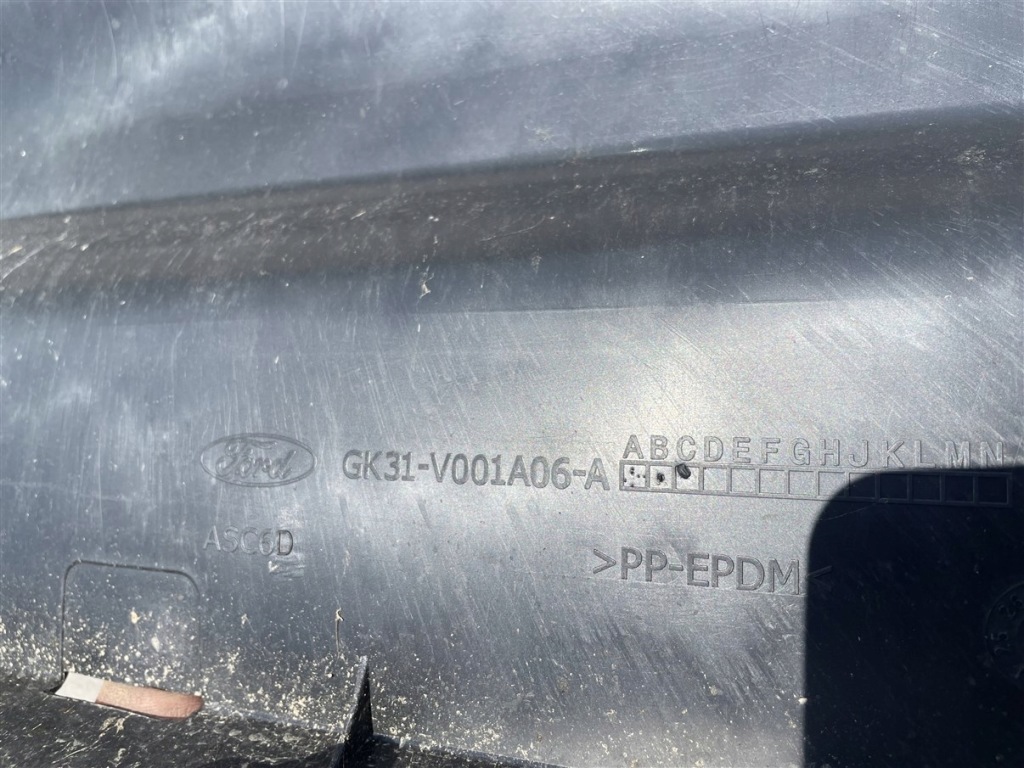 ABCDEFGHJKLMN
Ford GK31-V001A06-A
ASC6D
>PP-EPDM<